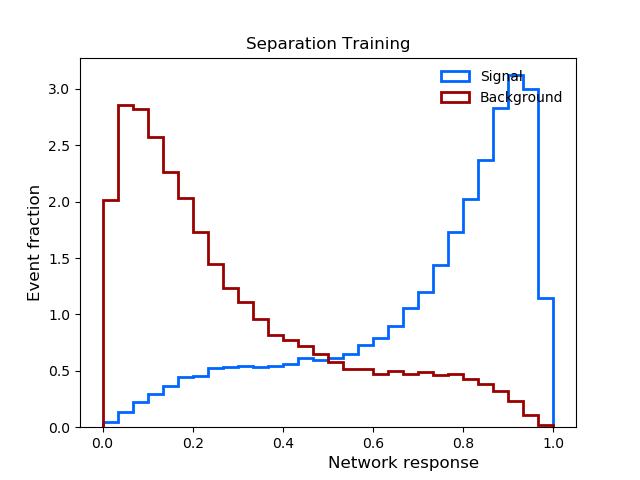 Separation Training
Signal
Background
Event fraction
3.0
2.5
2.0
1.5
1.0
0.5
0.0
0.0 0.2 0.4 0.6 0.8 1.0
Network response